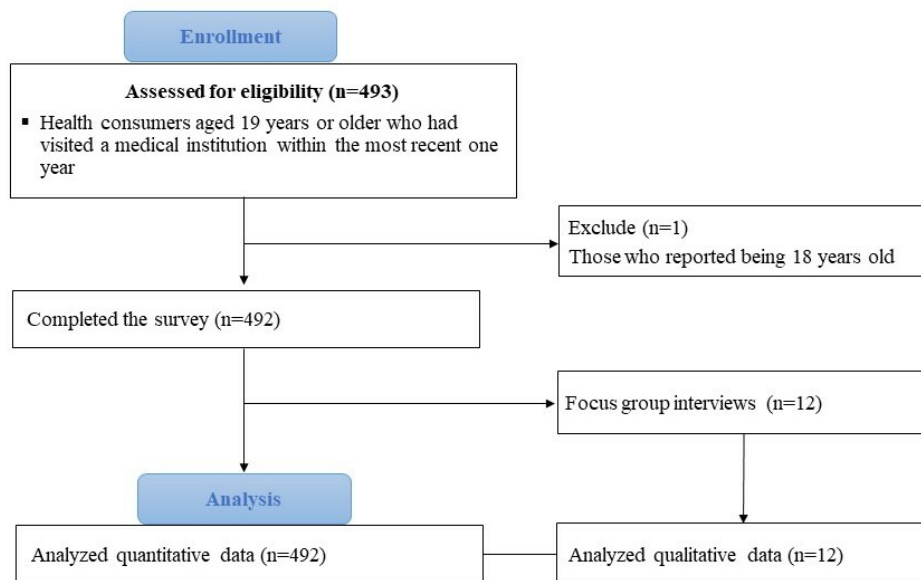 Enrollment
Assessed for eligibility (n=493)
▪ Health consumers aged 19 years or older who had
visited a medical institution within the most recent one
year
Exclude (n=1)
Those who reported being 18 years old
Completed the survey (n=492)
Focus group interviews (n=12)
Analysis
Analyzed quantitative data (n=492)
Analyzed qualitative data (n=12)